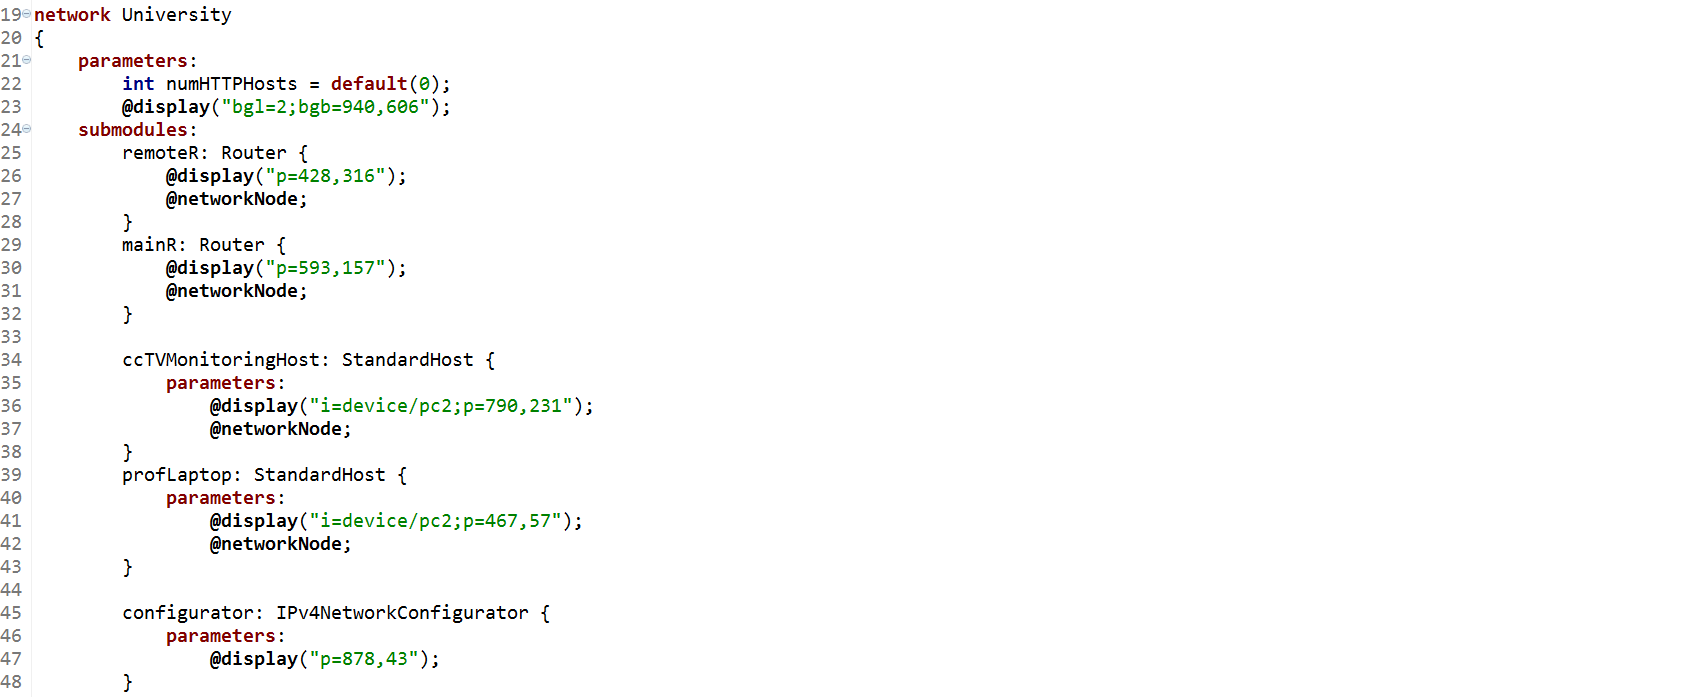 19 network University
20 {
21     parameters:
22         int numHTTPHosts = default(0);
23         @display("bgl=2;bgb=940,606");
24     submodules:
25         remoteR: Router {
26             @display("p=428,316");
27             @networkNode;
28         }
29         mainR: Router {
30             @display("p=593,157");
31             @networkNode;
32         }
33
34         ccTVMonitoringHost: StandardHost {
35             parameters:
36                 @display("i=device/pc2;p=790,231");
37                 @networkNode;
38         }
39         profLaptop: StandardHost {
40             parameters:
41                 @display("i=device/pc2;p=467,57");
42                 @networkNode;
43         }
44
45         configurator: IPv4NetworkConfigurator {
46             parameters:
47                 @display("p=878,43");
48         }